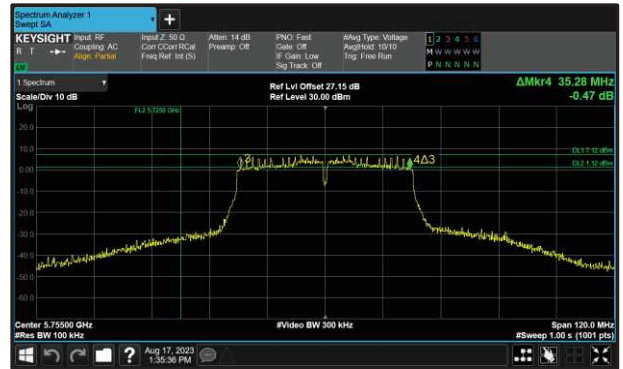 Spectrum Analyzer 1
Swept SA
+
KEYSIGHT Input: RF Input Z: 50 Ω Atten: 14 dB PNO: Fast #Avg Type: Voltage 1 2 3 4 5 6
R T Coupling: AC Corr CCorr RCal Preamp: Off Gate: Off Avg|Hold: 10/10 M W W W W W
Align: Partial Freq Ref: Int (S) IF Gain: Low Trig: Free Run
Sig Track: Off P N N N N N
1 Spectrum
Ref Lvl Offset 27.15 dB ΔMkr4 35.28 MHz
Scale/Div 10 dB Ref Level 30.00 dBm -0.47 dB
Log
FL2 5.7250 GHz
20.0
10.0
DL1 7.12 dBm
3 4Δ3
0.00
DL2 1.12 dBm
-10.0
-20.0
-30.0
-40.0
-50.0
-60.0
Center 5.75500 GHz #Video BW 300 kHz Span 120.0 MHz
#Res BW 100 kHz #Sweep 1.00 s (1001 pts)
? Aug 17, 2023
1:35:36 PM